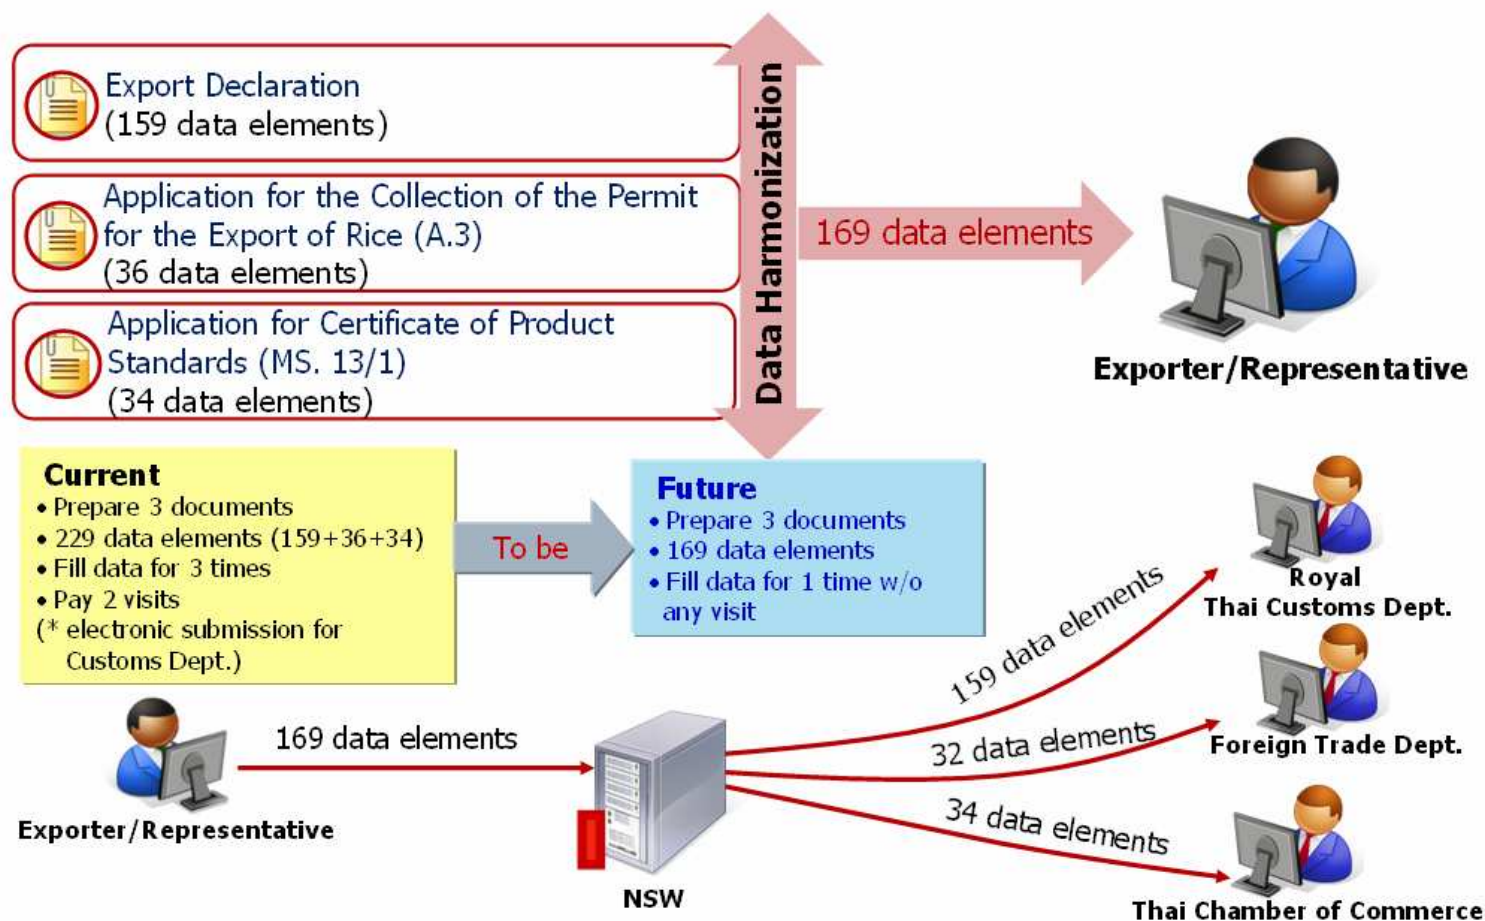 Export Declaration
(159 data elements)
Application for the Collection of the Permit
for the Export of Rice (A.3)
(36 data elements)
Application for Certificate of Product
Standards (MS. 13/1)
(34 data elements)
Data Harmonization
169 data elements
Exporter/Representative
Current
• Prepare 3 documents
• 229 data elements (159+36+34)
• Fill data for 3 times
• Pay 2 visits
(* electronic submission for
Customs Dept.)
To be
Future
• Prepare 3 documents
• 169 data elements
• Fill data for 1 time w/o
any visit
Exporter/Representative
169 data elements
NSW
159 data elements
Royal
Thai Customs Dept.
32 data elements
Foreign Trade Dept.
34 data elements
Thai Chamber of Commerce